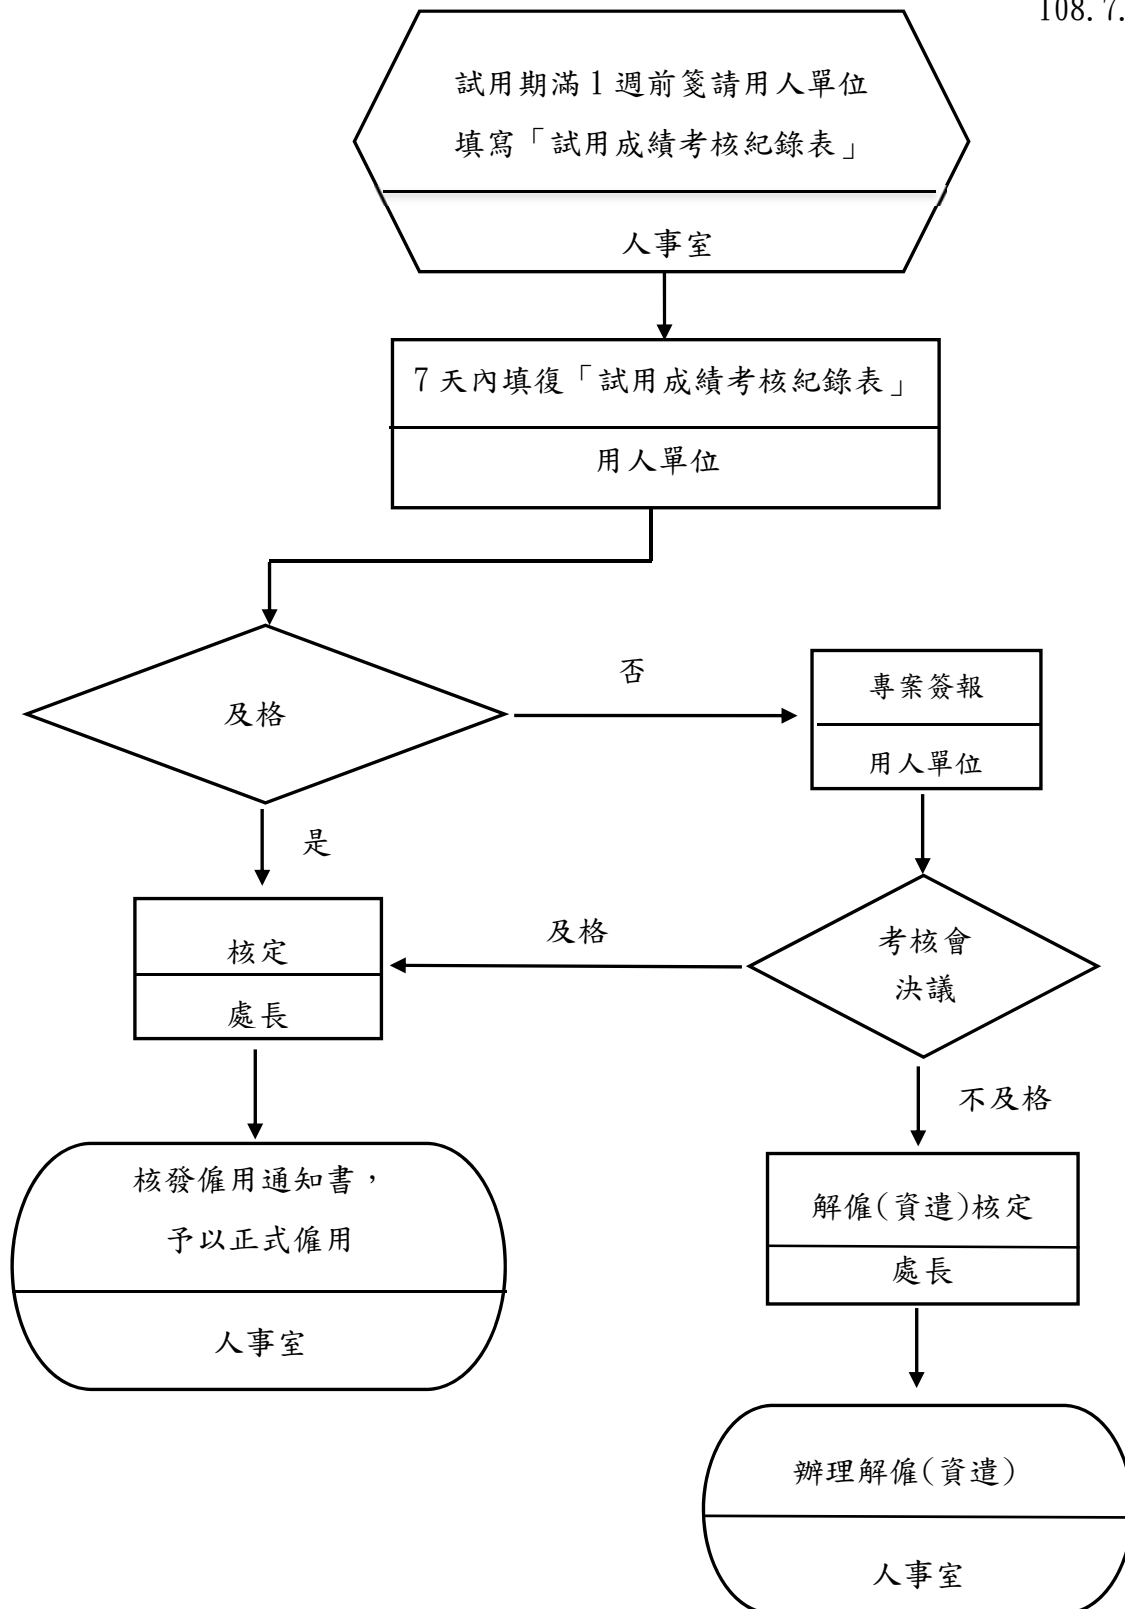 108.7.
試用期滿1週前箋請用人單位
填寫「試用成績考核紀錄表」
人事室
7天內填復「試用成績考核紀錄表」
用人單位
及格
否
專案簽報
用人單位
是
核定
處長
及格
考核會
決議
不及格
核發僱用通知書，
予以正式僱用
人事室
解僱(資遣)核定
處長
辦理解僱(資遣)
人事室